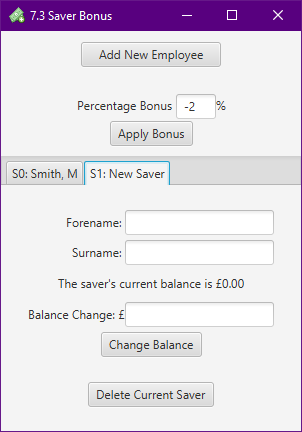 7.3 Saver Bonus
Add New Employee
Percentage Bonus -2 %
Apply Bonus
S0: Smith, M S1: New Saver
Forename:
Surname:
The saver's current balance is £0.00
Balance Change: £
Change Balance
Delete Current Saver